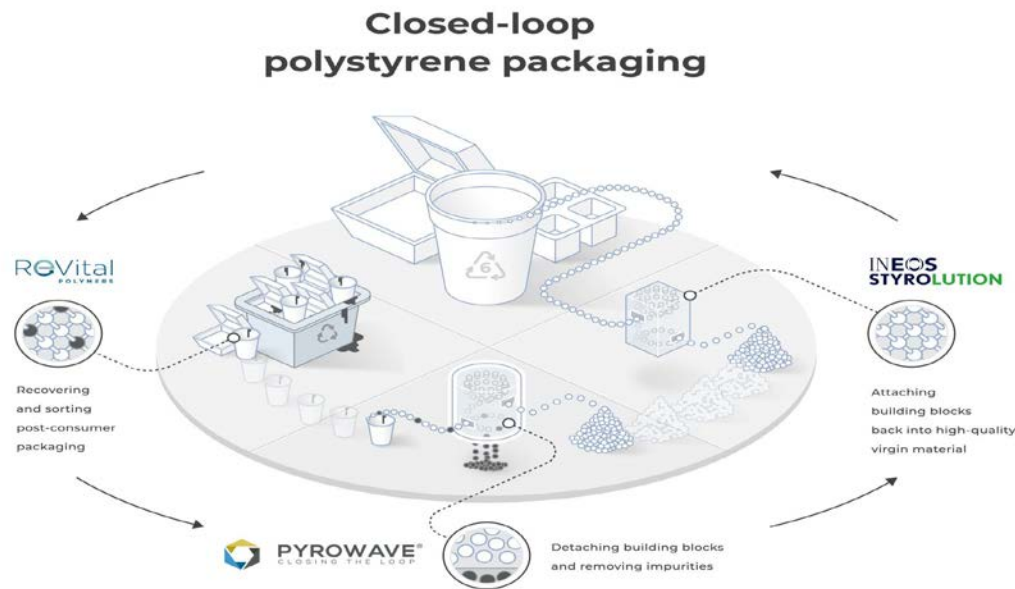 Closed-loop
polystyrene packaging
6
ReVital
POLYMERS
Recovering
and sorting
post-consumer
packaging
INEOS
STYROLUTION
Attaching
building blocks
back into high-quality
virgin material
PYROWAVE®
CLOSING THE LOOP
Detaching building blocks
and removing impurities